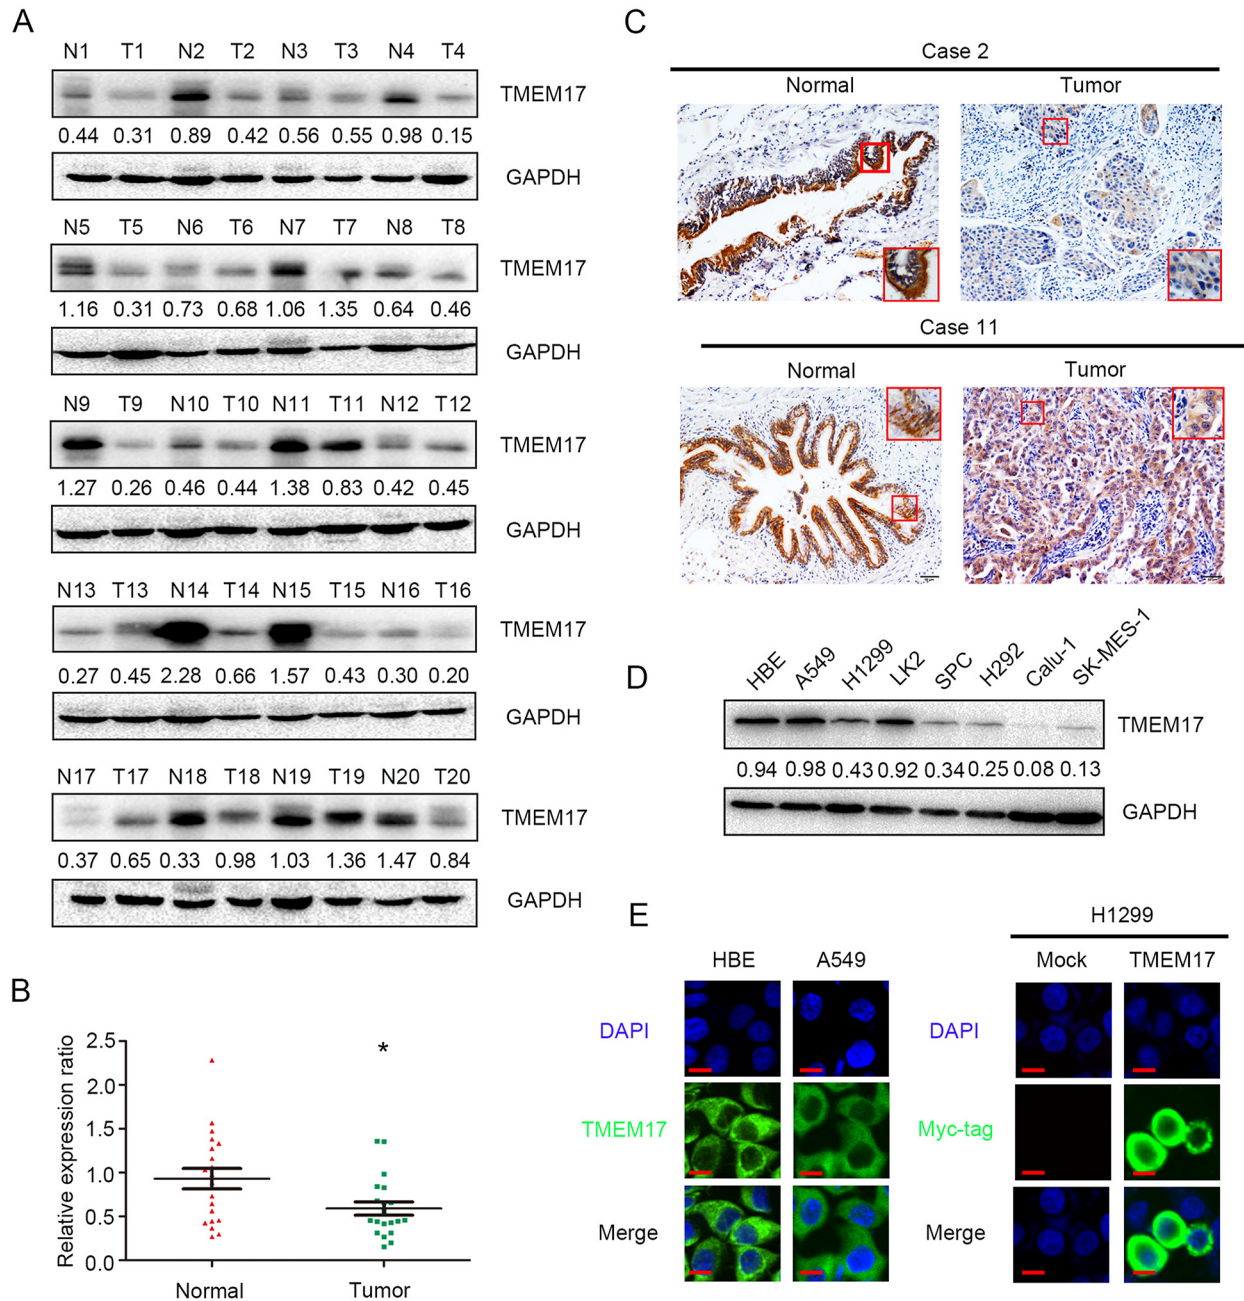 A
N1 T1 N2 T2 N3 T3 N4 T4
TMEM17
0.44 0.31 0.89 0.42 0.56 0.55 0.98 0.15
GAPDH
N5 T5 N6 T6 N7 T7 N8 T8
TMEM17
1.16 0.31 0.73 0.68 1.06 1.35 0.64 0.46
GAPDH
N9 T9 N10 T10 N11 T11 N12 T12
TMEM17
1.27 0.26 0.46 0.44 1.38 0.83 0.42 0.45
GAPDH
N13 T13 N14 T14 N15 T15 N16 T16
TMEM17
0.27 0.45 2.28 0.66 1.57 0.43 0.30 0.20
GAPDH
N17 T17 N18 T18 N19 T19 N20 T20
TMEM17
0.37 0.65 0.33 0.98 1.03 1.36 1.47 0.84
GAPDH
B
Relative expression ratio
2.5
2.0
1.5
1.0
0.5
0.0
*
Normal Tumor
C
Case 2
Normal Tumor
Case 11
Normal Tumor
D
HBE A549 H1299 LK2 SPC H292 Calu-1 SK-MES-1
TMEM17
0.94 0.98 0.43 0.92 0.34 0.25 0.08 0.13
GAPDH
E
HBE A549
DAPI
TMEM17
Merge
H1299
Mock TMEM17
DAPI
Myc-tag
Merge